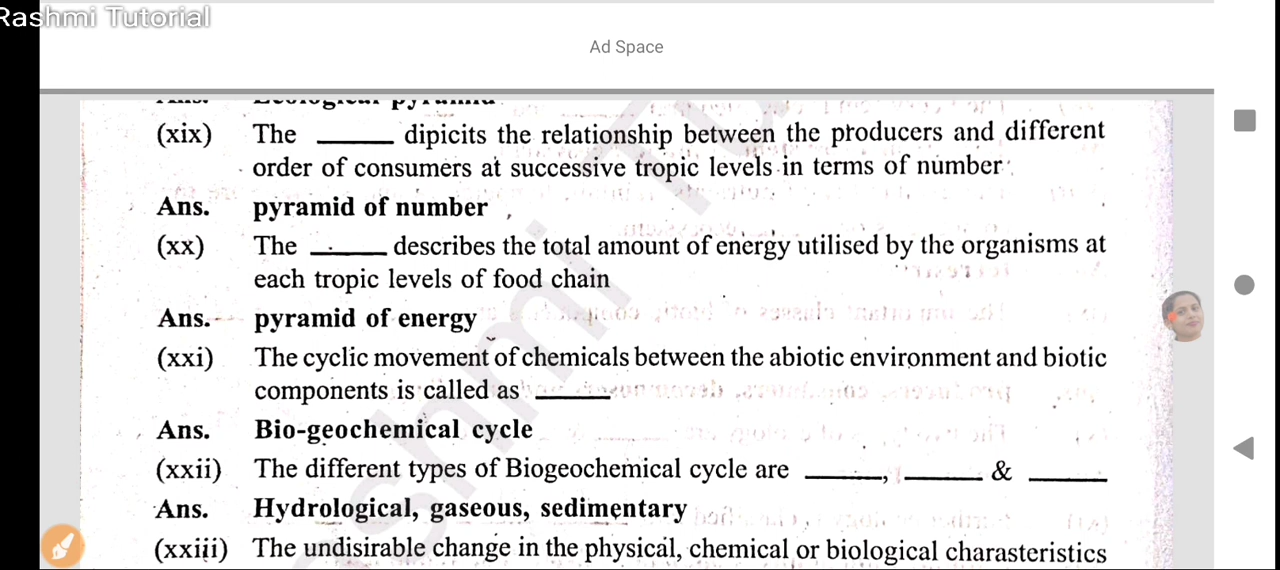 Rashmi Tutorial
Ad Space
(xix) The ______ dipicits the relationship between the producers and different
order of consumers at successive tropic levels in terms of number
Ans. pyramid of number
(xx) The ______ describes the total amount of energy utilised by the organisms at
each tropic levels of food chain
Ans. pyramid of energy
(xxi) The cyclic movement of chemicals between the abiotic environment and biotic
components is called as ______
Ans. Bio-geochemical cycle
(xxii) The different types of Biogeochemical cycle are ______, ______ & ______
Ans. Hydrological, gaseous, sedimentary
(xxiii) The undisirable change in the physical, chemical or biological charasteristics